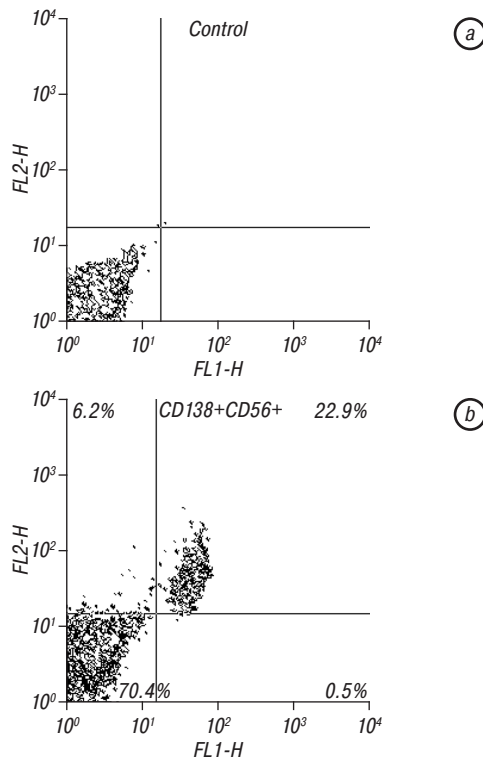 Control
a
10⁴
10³
10²
10¹
10⁰
FL2-H
10⁰ 10¹ 10² 10³ 10⁴
FL1-H
6.2% CD138+CD56+ 22.9%
b
10⁴
10³
10²
10¹
10⁰
FL2-H
70.4% 0.5%
10⁰ 10¹ 10² 10³ 10⁴
FL1-H